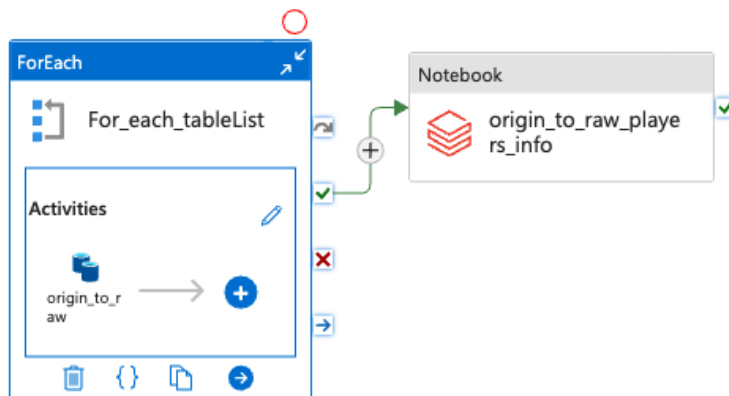 ForEach
For_each_tableList
Activities
origin_to_r
aw
Notebook
origin_to_raw_playe
rs_info